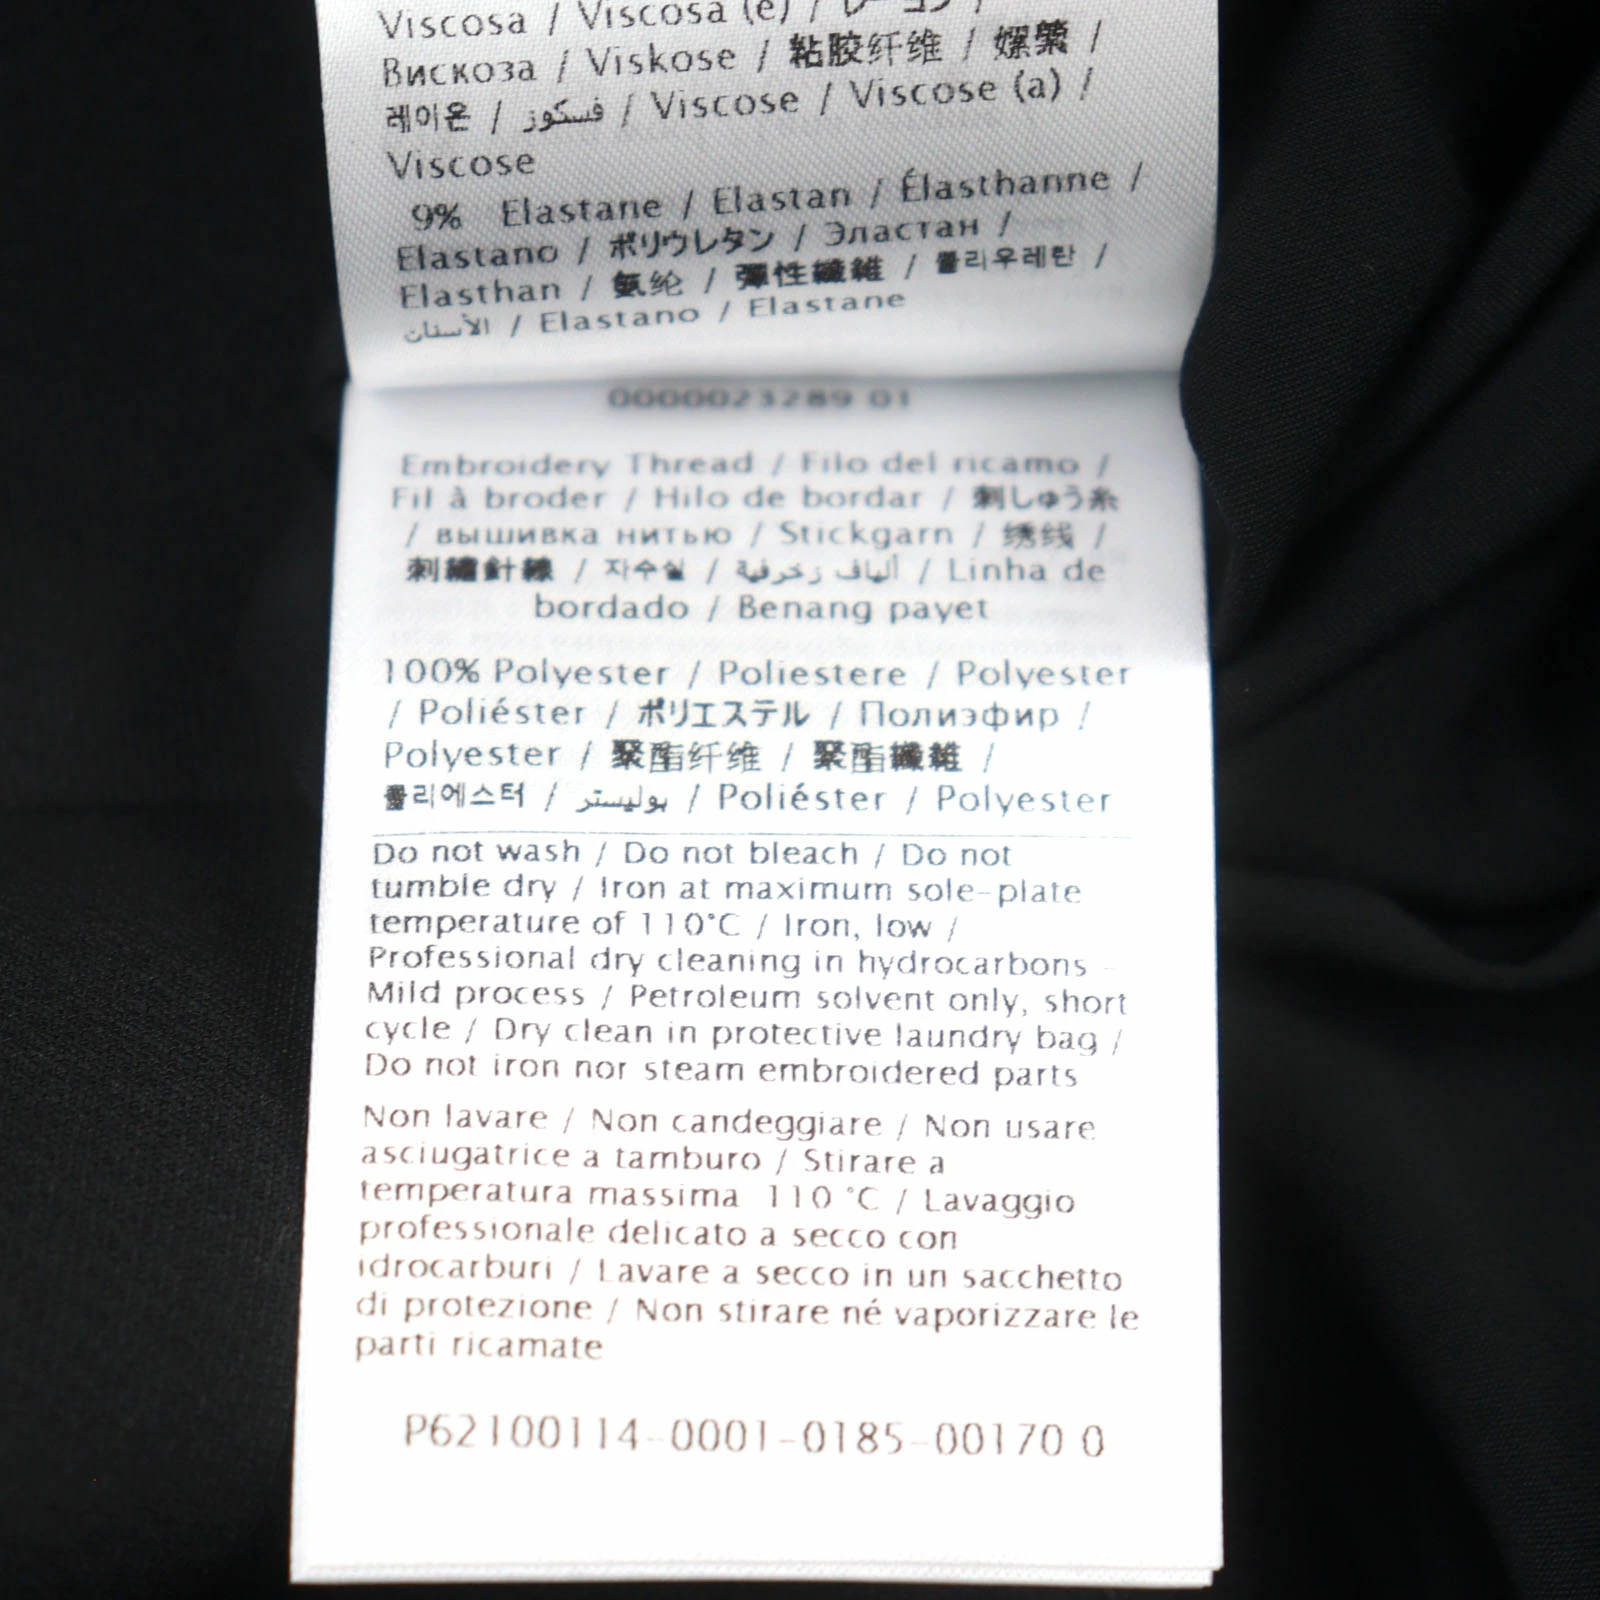 Viscosa / Viscosa (e) / レーヨン /
Вискоза / Viskose / 粘胶纤维 / 嫘縈 /
레이온 / فسكوز / Viscose / Viscose (a) /
Viscose
9% Elastane / Elastan / Élasthanne /
Elastano / ポリウレタン / Эластан /
Elasthan / 氨纶 / 彈性纖維 / 폴리우레탄 /
الأستان / Elastano / Elastane
0000023289 01
Embroidery Thread / Filo del ricamo /
Fil à broder / Hilo de bordar / 刺しゅう糸
/ вышивка нитью / Stickgarn / 绣线 /
刺繡針線 / 자수실 / ألياف زخرفية / Linha de
bordado / Benang payet
100% Polyester / Poliestere / Polyester
/ Poliéster / ポリエステル / Полиэфир /
Polyester / 聚酯纤维 / 聚酯纖維 /
폴리에스터 / بوليستر / Poliéster / Polyester
Do not wash / Do not bleach / Do not
tumble dry / Iron at maximum sole-plate
temperature of 110°C / Iron, low /
Professional dry cleaning in hydrocarbons -
Mild process / Petroleum solvent only, short
cycle / Dry clean in protective laundry bag /
Do not iron nor steam embroidered parts
Non lavare / Non candeggiare / Non usare
asciugatrice a tamburo / Stirare a
temperatura massima 110 °C / Lavaggio
professionale delicato a secco con
idrocarburi / Lavare a secco in un sacchetto
di protezione / Non stirare né vaporizzare le
parti ricamate
P62100114-0001-0185-00170 0